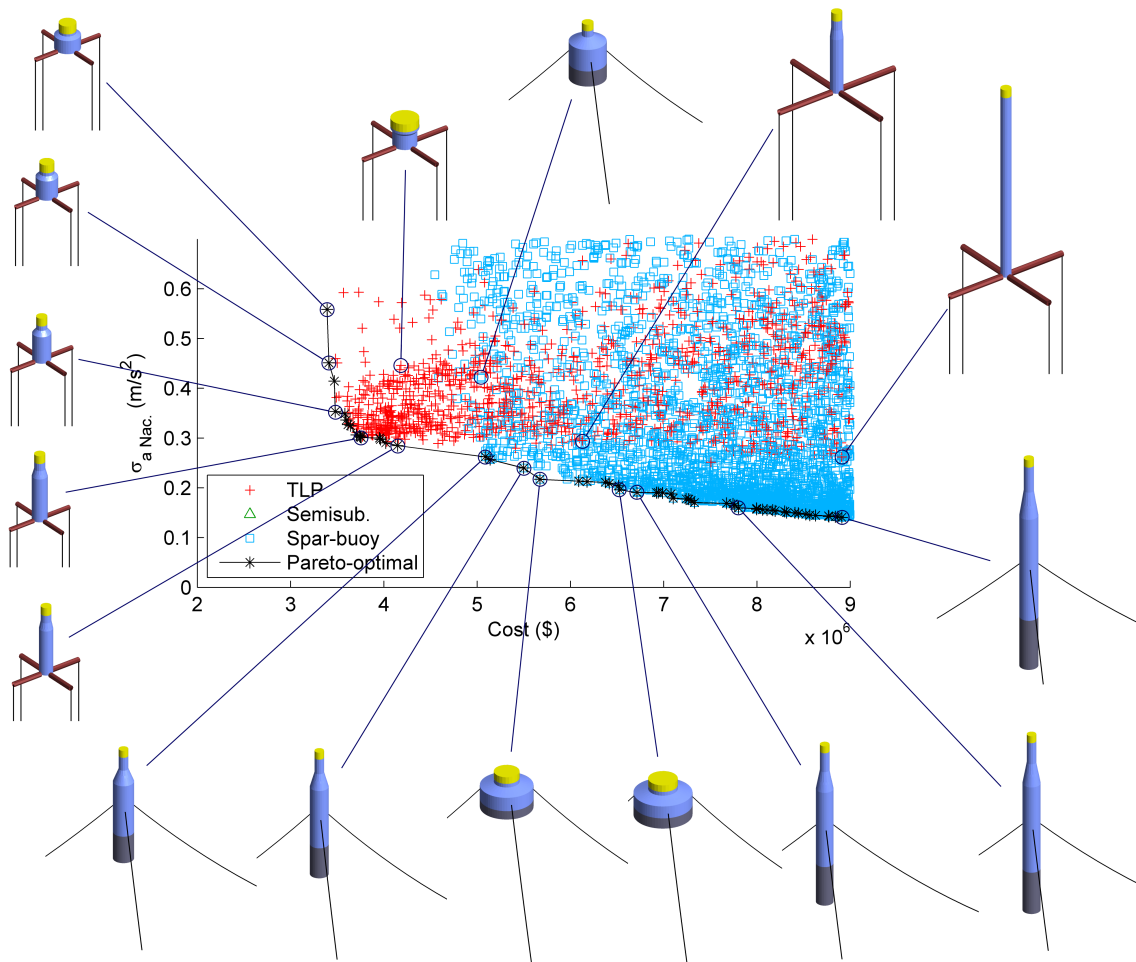 0.6
0.5
0.4
0.3
0.2
0.1
0
σa Nac. (m/s²)
TLP
Semisub.
Spar-buoy
Pareto-optimal
2 3 4 5 6 7 8 9
Cost ($)
x 10⁶